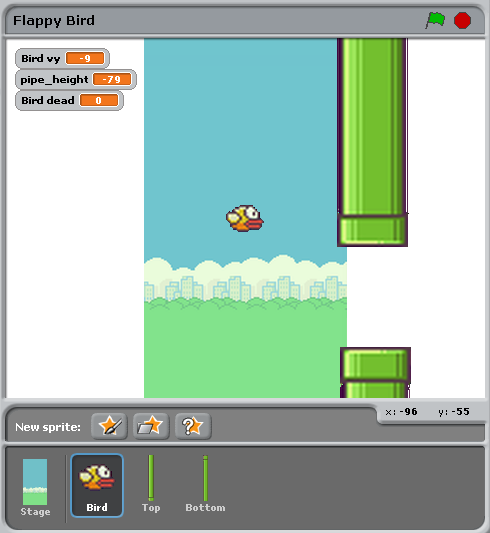 Flappy Bird
Bird vy -9
pipe_height -79
Bird dead 0
x: -96 y: -55
New sprite:
Stage
Bird
Top
Bottom